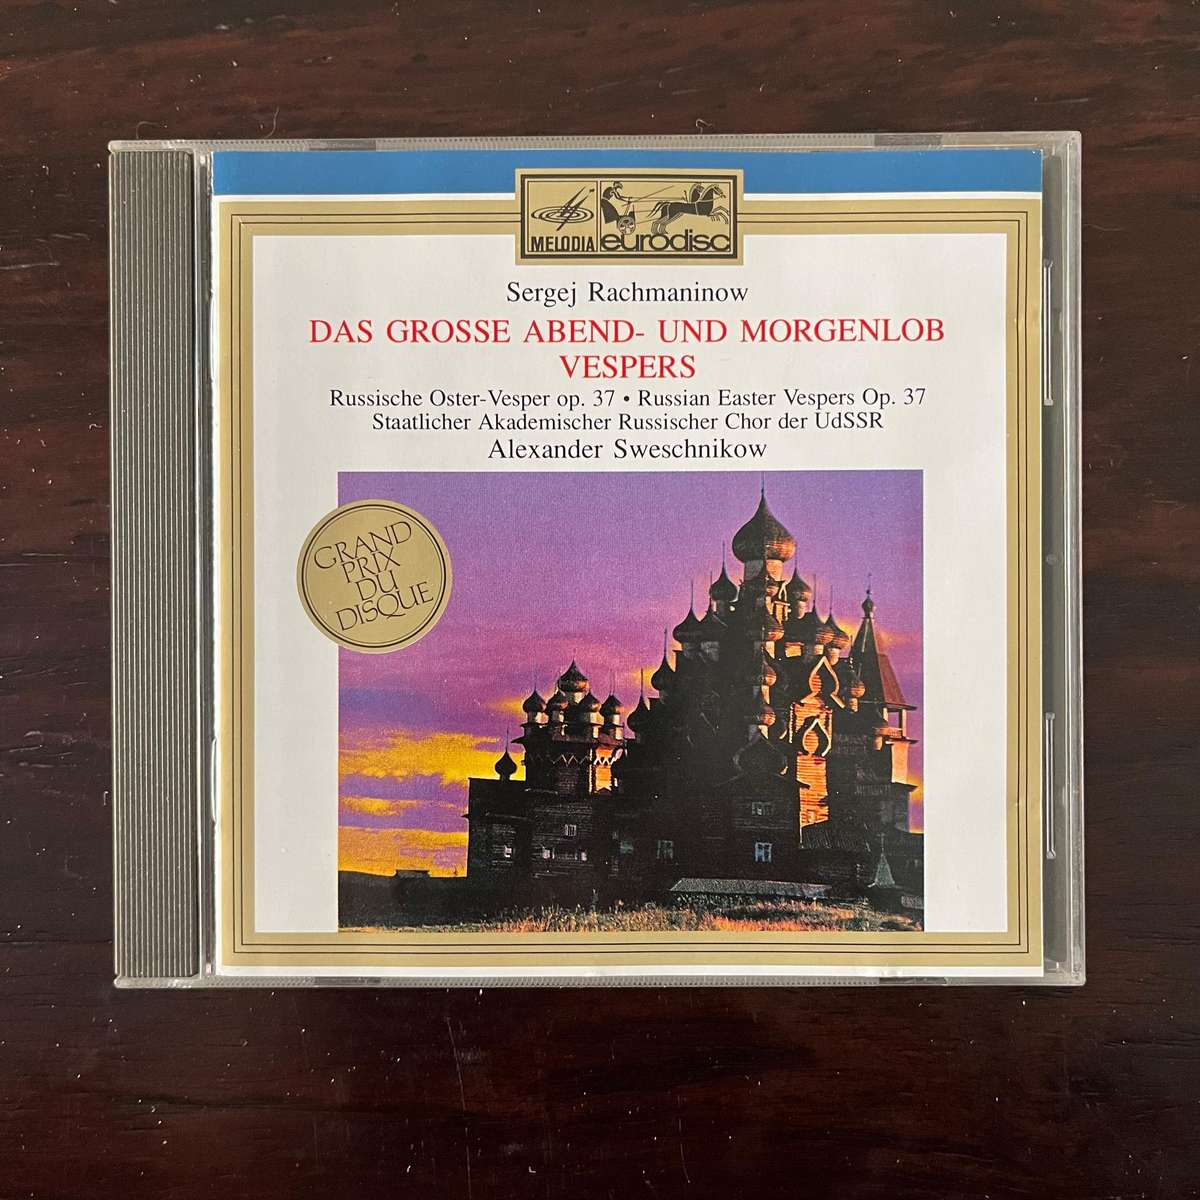 MELODIA eurodisc
Sergej Rachmaninow
DAS GROSSE ABEND- UND MORGENLOB
VESPERS
Russische Oster-Vesper op. 37 • Russian Easter Vespers Op. 37
Staatlicher Akademischer Russischer Chor der UdSSR
Alexander Sweschnikow
GRAND
PRIX
DU
DISQUE